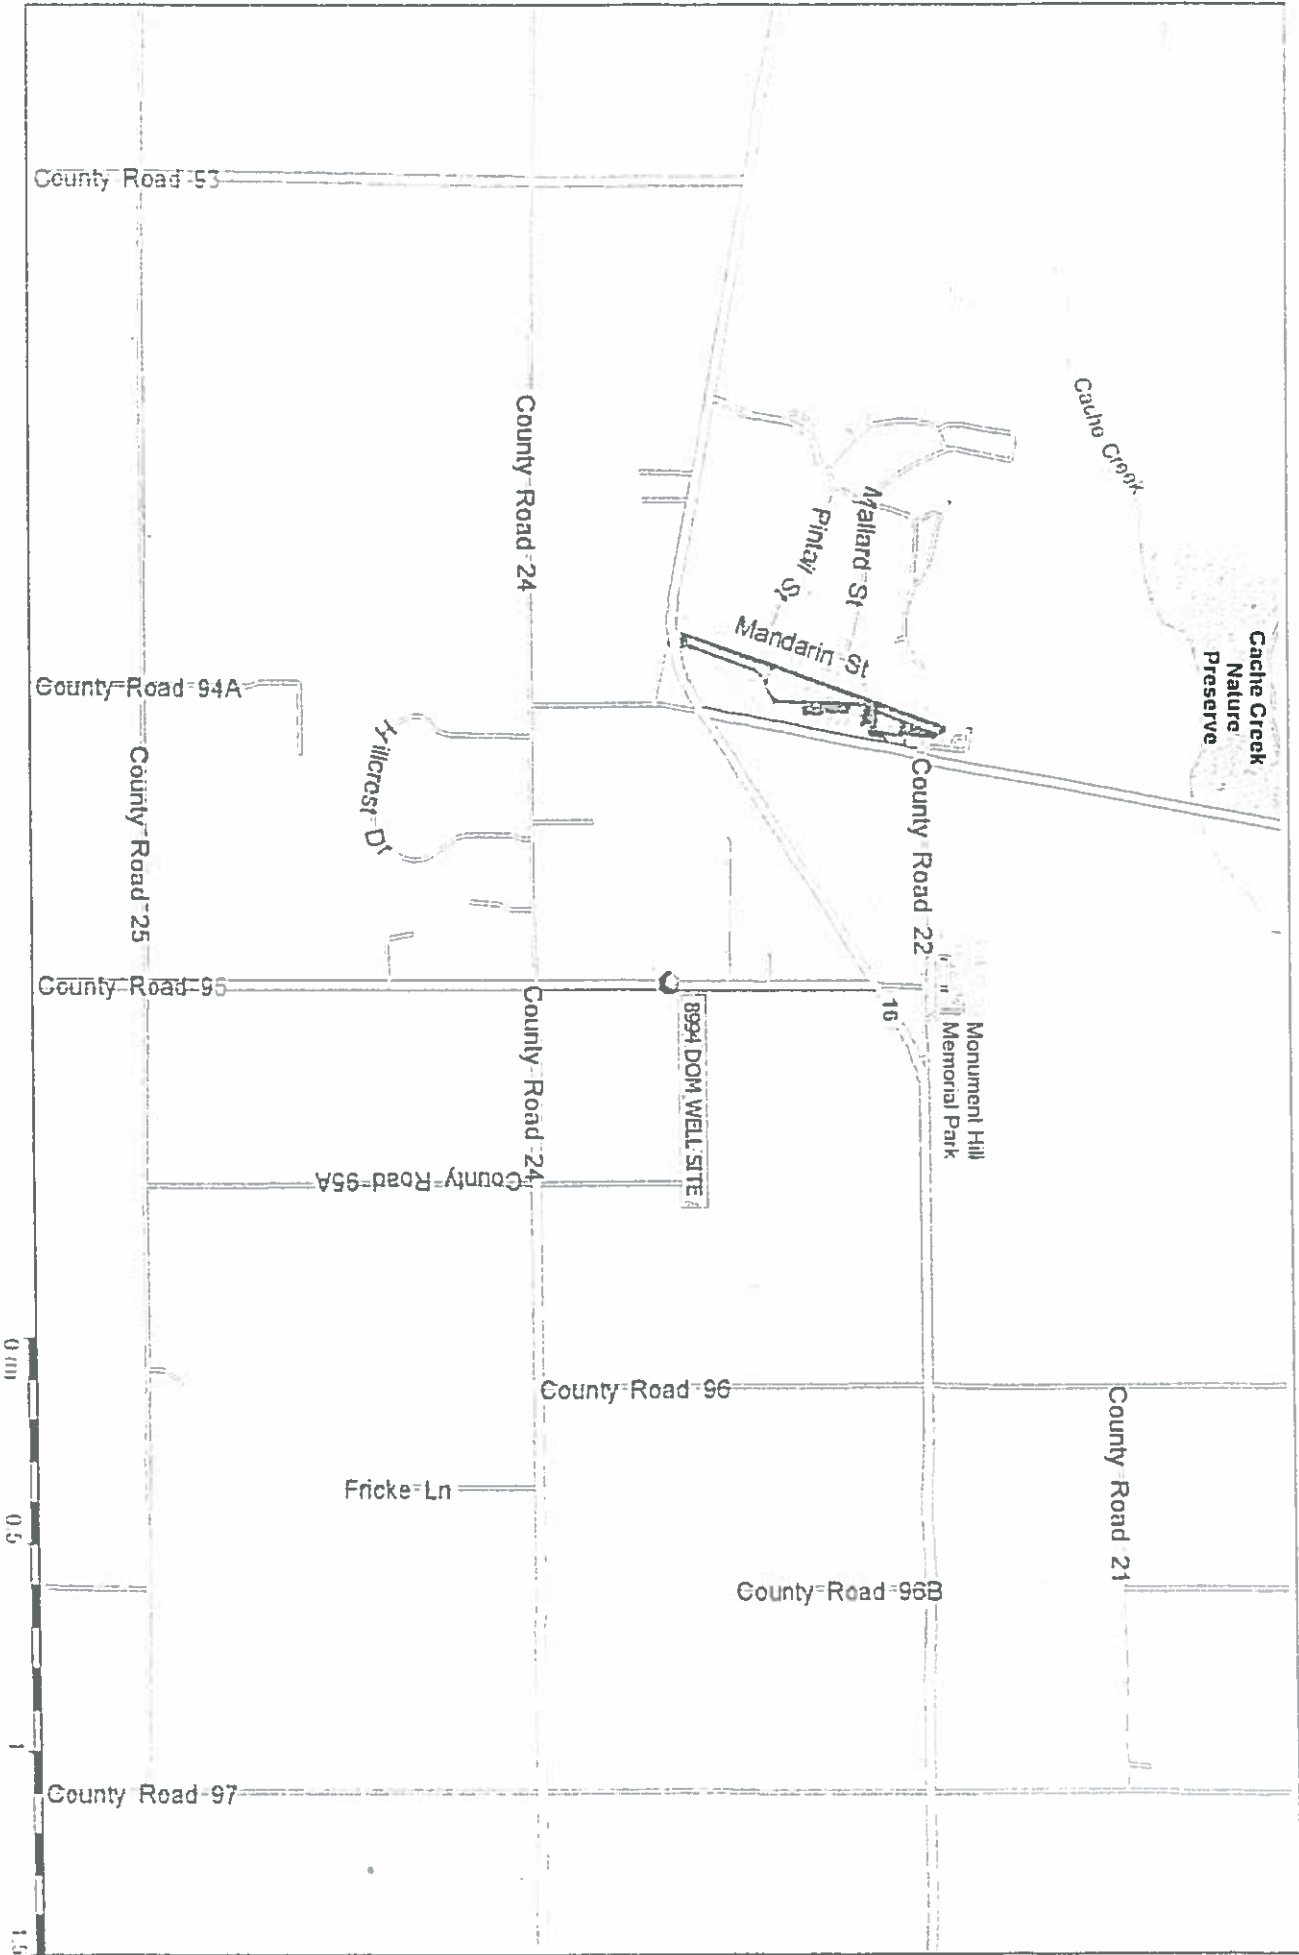 Cache Creek
Nature
Preserve
Cache Creek
County Road 21
Monument Hill
Memorial Park
County Road 22
16
Mallard St
Pintail St
Mandarin St
8994 DOM WELL SITE
County Road 24
County Road 24
Hillcrest Dr
County Road 25
County Road 93
County Road 94A
County Road 95
County Road 95A
County Road 96
Fricke Ln
County Road 96B
County Road 97
0 mi
0.5
1
1.5